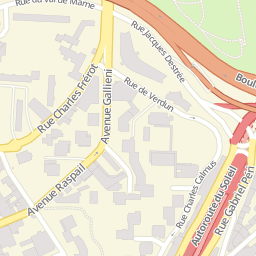 Rue du Val de Marne
Rue Jacques Destrée
Boul
Rue Charles Frérot
Avenue Gallieni
Rue de Verdun
Avenue Raspail
Rue Charles Calmus
Autoroute du Soleil
Rue Gabriel Péri